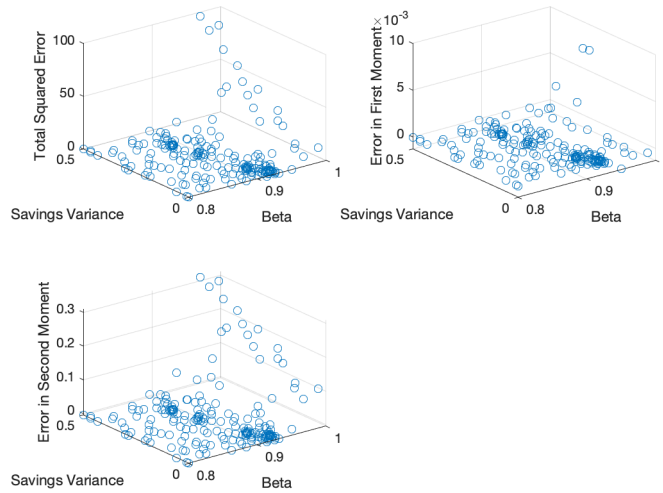 Total Squared Error
100
50
0
0.5
0
0.8
0.9
1
Savings Variance
Beta
Error in First Moment
×10-3
10
5
0
0.5
0
0.8
0.9
Savings Variance
Beta
Error in Second Moment
0.3
0.2
0.1
0
0.5
0
0.8
0.9
1
Savings Variance
Beta